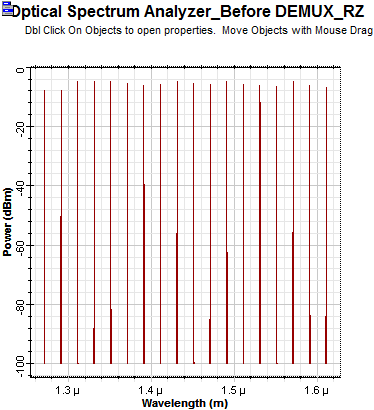 Optical Spectrum Analyzer_Before DEMUX_RZ
Dbl Click On Objects to open properties.  Move Objects with Mouse Drag
0
-20
-40
-60
-80
-100
Power (dBm)
1.3 µ
1.4 µ
1.5 µ
1.6 µ
Wavelength (m)